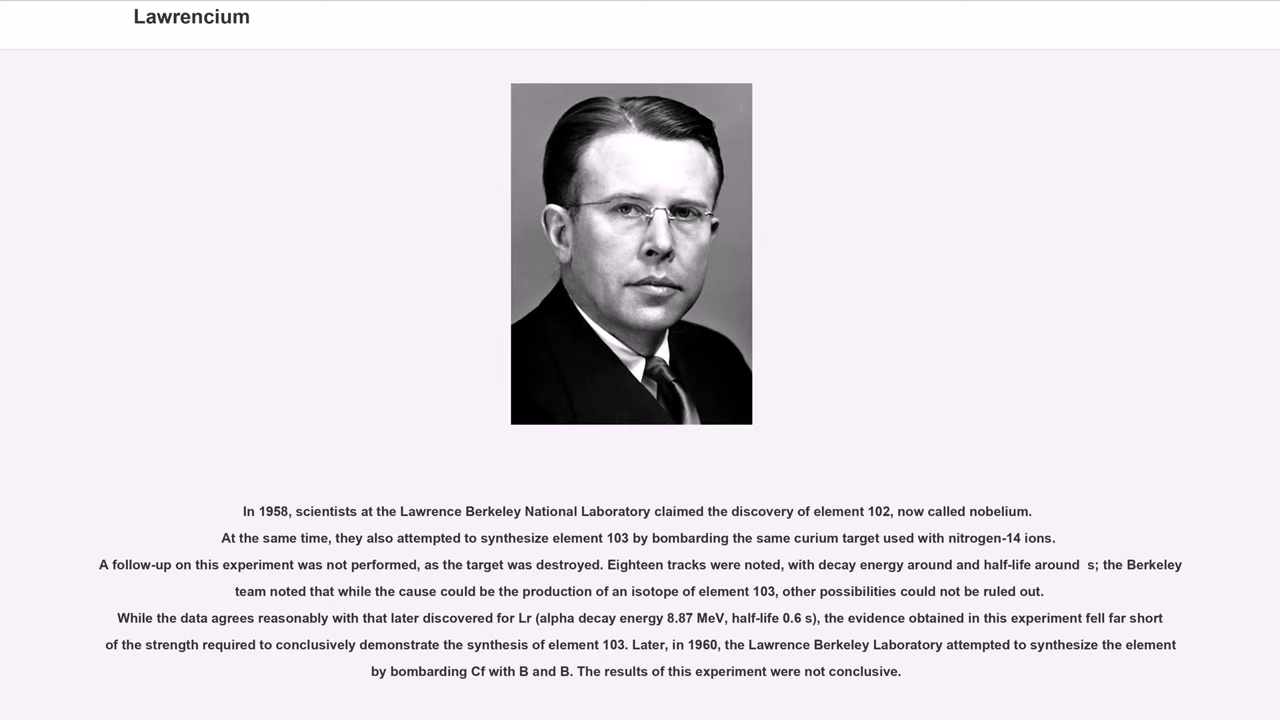 Lawrencium
In 1958, scientists at the Lawrence Berkeley National Laboratory claimed the discovery of element 102, now called nobelium.
At the same time, they also attempted to synthesize element 103 by bombarding the same curium target used with nitrogen-14 ions.
A follow-up on this experiment was not performed, as the target was destroyed. Eighteen tracks were noted, with decay energy around and half-life around  s; the Berkeley
team noted that while the cause could be the production of an isotope of element 103, other possibilities could not be ruled out.
While the data agrees reasonably with that later discovered for Lr (alpha decay energy 8.87 MeV, half-life 0.6 s), the evidence obtained in this experiment fell far short
of the strength required to conclusively demonstrate the synthesis of element 103. Later, in 1960, the Lawrence Berkeley Laboratory attempted to synthesize the element
by bombarding Cf with B and B. The results of this experiment were not conclusive.